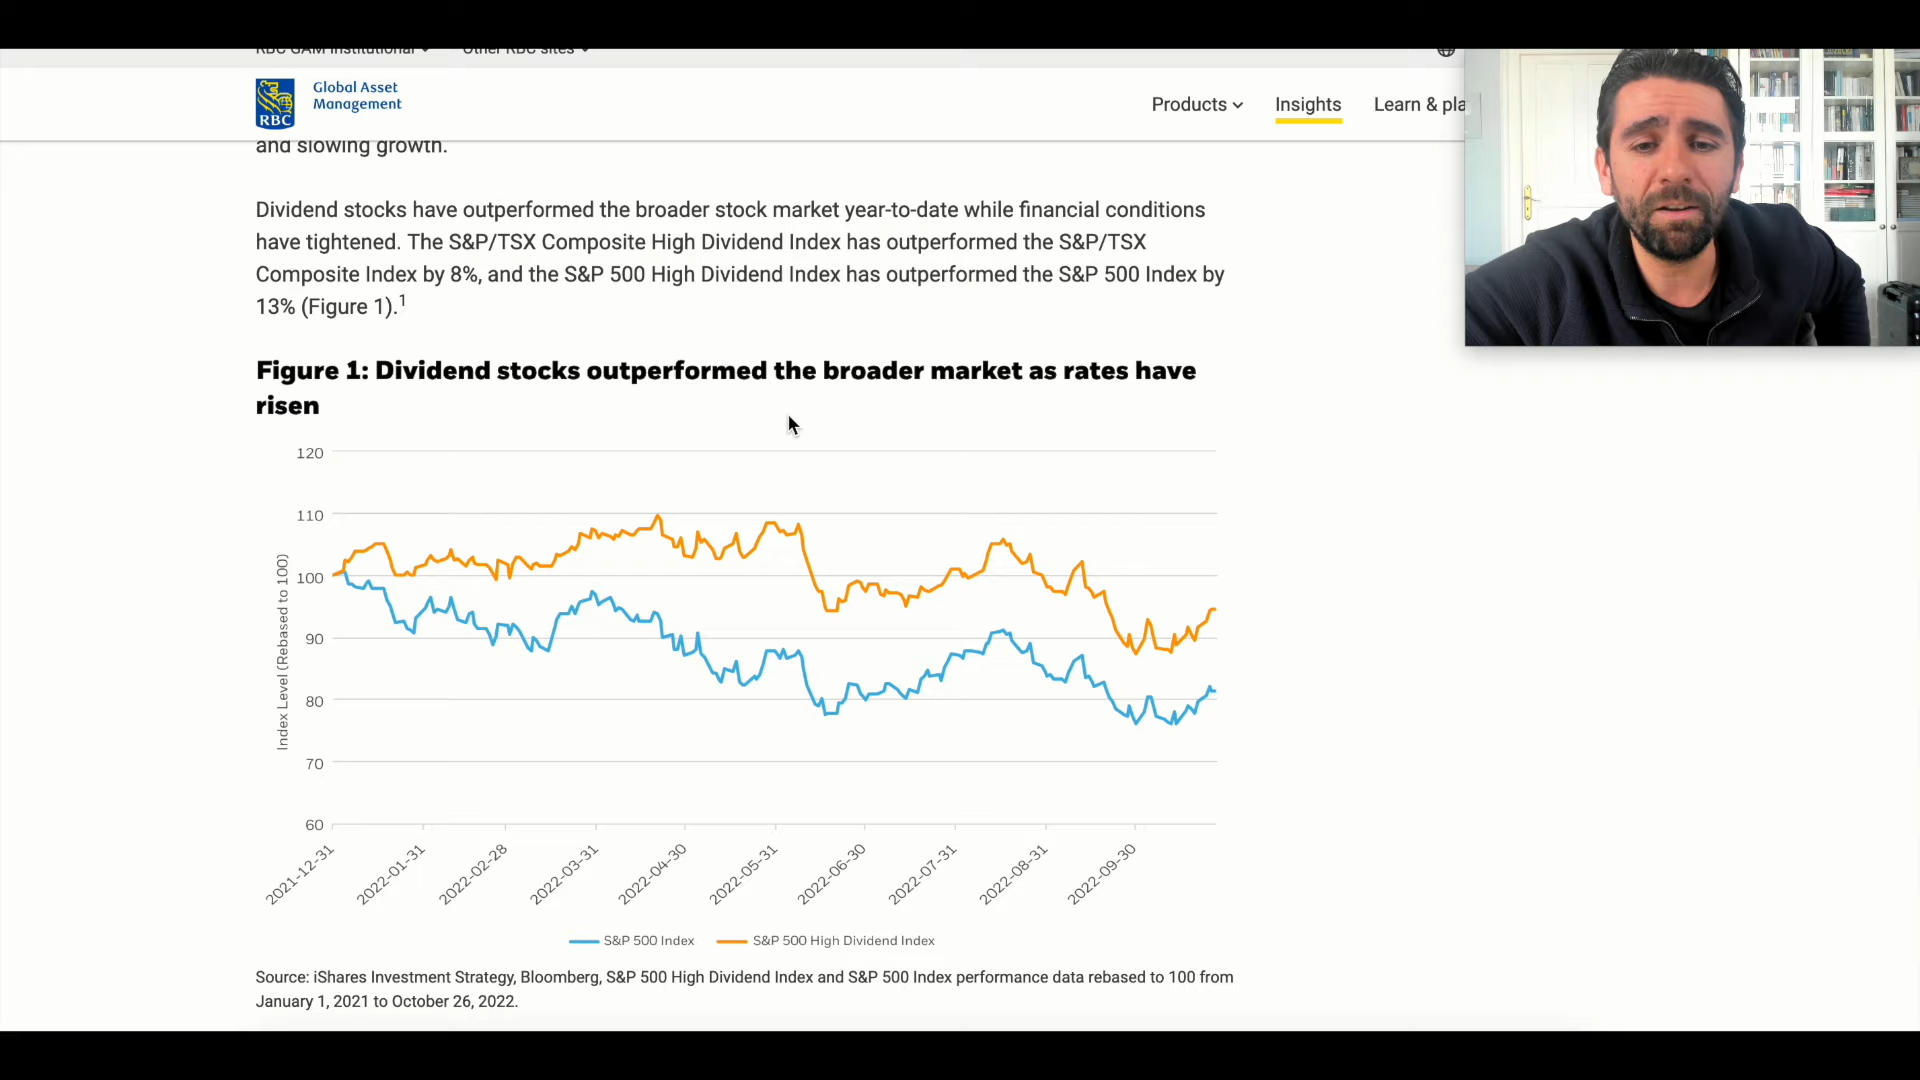 RBC GAM Institutional Other RBC sites
Global Asset
Management
RBC
Products Insights Learn &
and slowing growth.
Dividend stocks have outperformed the broader stock market year-to-date while financial conditions
have tightened. The S&P/TSX Composite High Dividend Index has outperformed the S&P/TSX
Composite Index by 8%, and the S&P 500 High Dividend Index has outperformed the S&P 500 Index by
13% (Figure 1).1
Figure 1: Dividend stocks outperformed the broader market as rates have
risen
120
110
100
90
80
70
60
Index Level (Rebased to 100)
2021-12-31
2022-01-31
2022-02-28
2022-03-31
2022-04-30
2022-05-31
2022-06-30
2022-07-31
2022-08-31
2022-09-30
S&P 500 Index S&P 500 High Dividend Index
Source: iShares Investment Strategy, Bloomberg, S&P 500 High Dividend Index and S&P 500 Index performance data rebased to 100 from
January 1, 2021 to October 26, 2022.